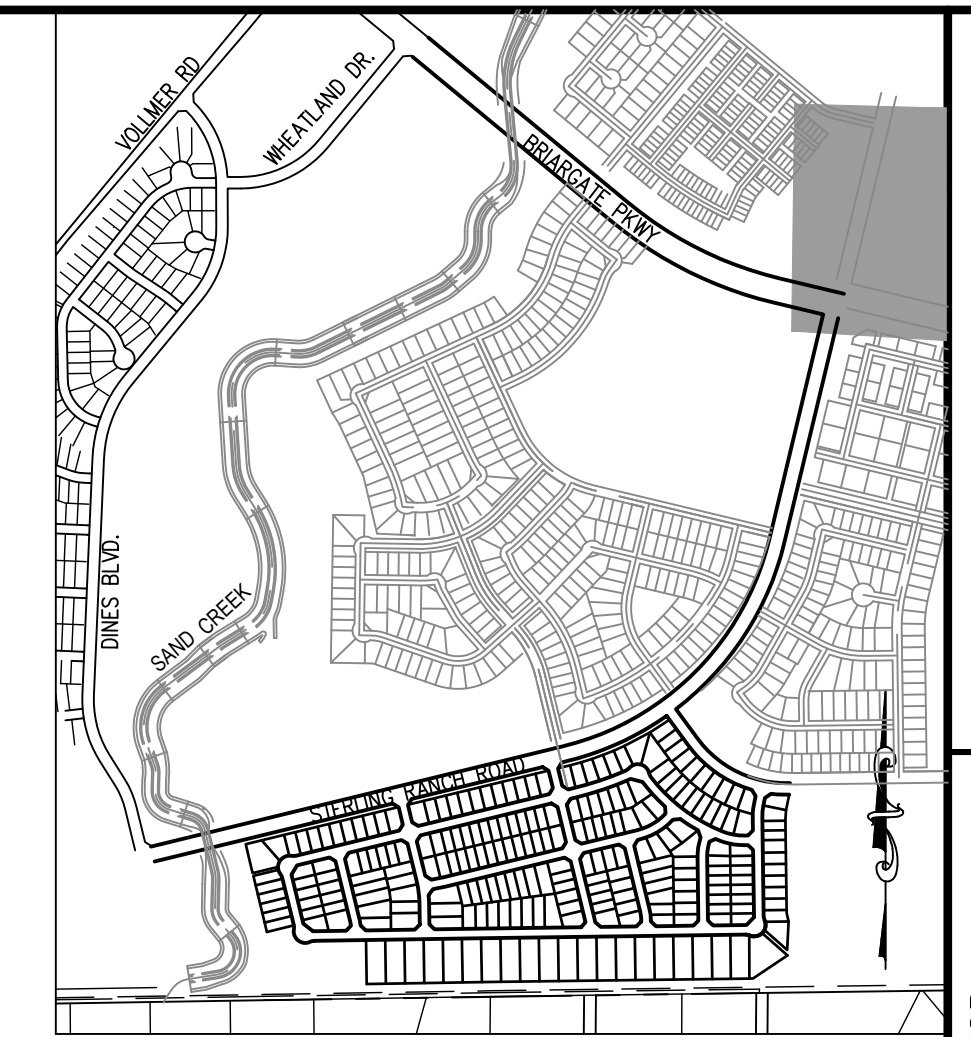 VOLLMER RD
WHEATLAND DR.
BRIARGATE PKWY
DINES BLVD.
SAND CREEK
STERLING RANCH ROAD